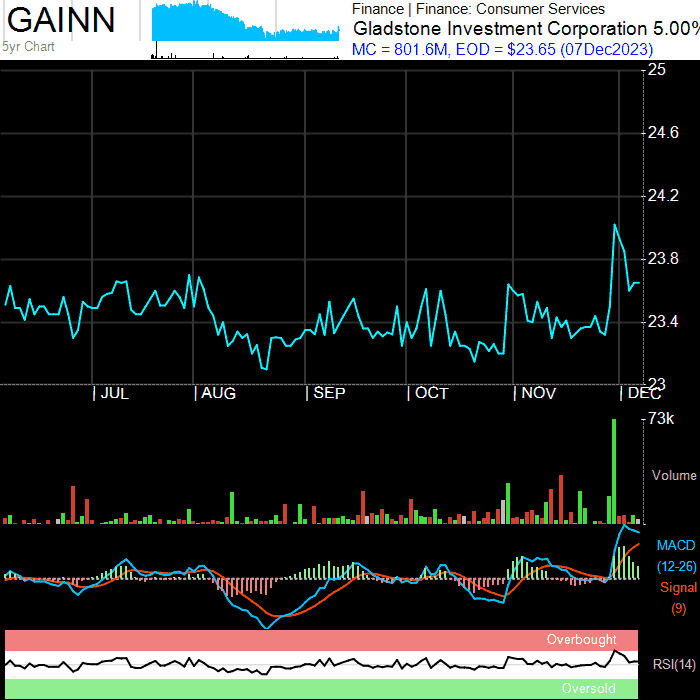 GAINN
5yr Chart
Finance | Finance: Consumer Services
Gladstone Investment Corporation 5.00%
MC = 801.6M, EOD = $23.65 (07Dec2023)
25
24.6
24.2
23.8
23.4
23
| JUL | AUG | SEP | OCT | NOV | DEC
73k
Volume
MACD
(12-26)
Signal
(9)
Overbought
RSI(14)
Oversold